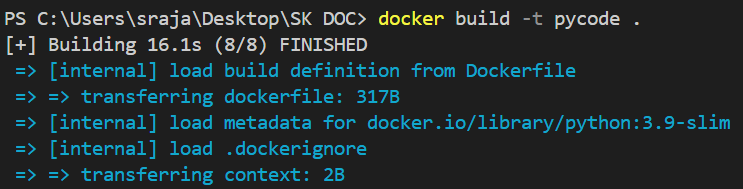 PS C:\Users\sraja\Desktop\SK DOC> docker build -t pycode .
[+] Building 16.1s (8/8) FINISHED
=> [internal] load build definition from Dockerfile
=> => transferring dockerfile: 317B
=> [internal] load metadata for docker.io/library/python:3.9-slim
=> [internal] load .dockerignore
=> => transferring context: 2B